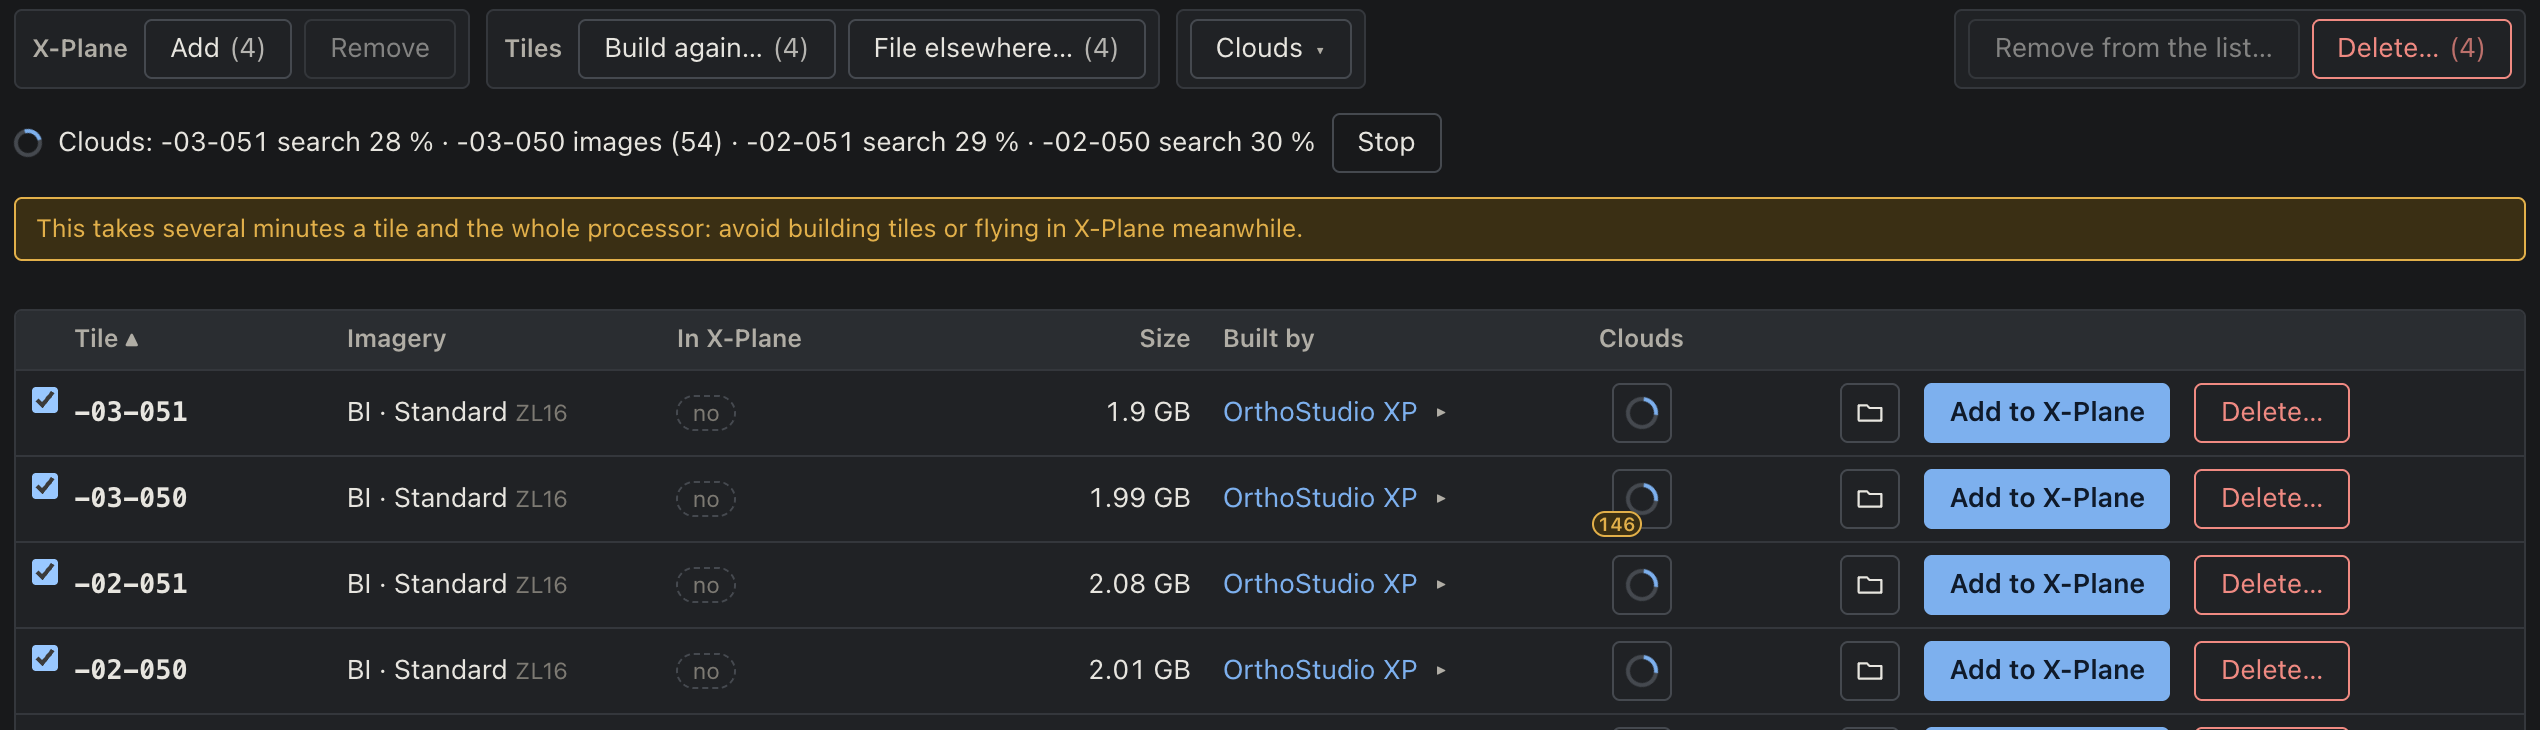 X-Plane Add (4) Remove Tiles Build again... (4) File elsewhere... (4) Clouds ▾ Remove from the list... Delete... (4)
Clouds: -03-051 search 28 % · -03-050 images (54) · -02-051 search 29 % · -02-050 search 30 % Stop
This takes several minutes a tile and the whole processor: avoid building tiles or flying in X-Plane meanwhile.
Tile ▲ Imagery In X-Plane Size Built by Clouds
-03-051 BI · Standard ZL16 no 1.9 GB OrthoStudio XP ▸ Add to X-Plane Delete...
-03-050 BI · Standard ZL16 no 1.99 GB OrthoStudio XP ▸ 146 Add to X-Plane Delete...
-02-051 BI · Standard ZL16 no 2.08 GB OrthoStudio XP ▸ Add to X-Plane Delete...
-02-050 BI · Standard ZL16 no 2.01 GB OrthoStudio XP ▸ Add to X-Plane Delete...